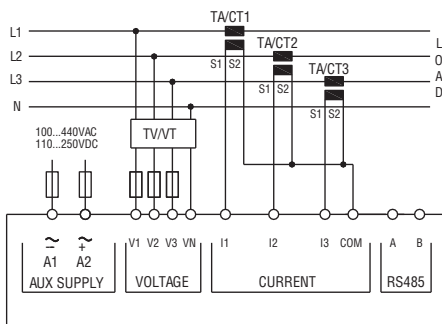 TA/CT1
L1
TA/CT2
L2
S1 S2
TA/CT3
L3
S1 S2
N
S1 S2
L
O
A
D
100...440VAC
110...250VDC
TV/VT
~ ~
– +
A1 A2
V1 V2 V3 VN
I1 I2 I3 COM
A B
AUX SUPPLY
VOLTAGE
CURRENT
RS485